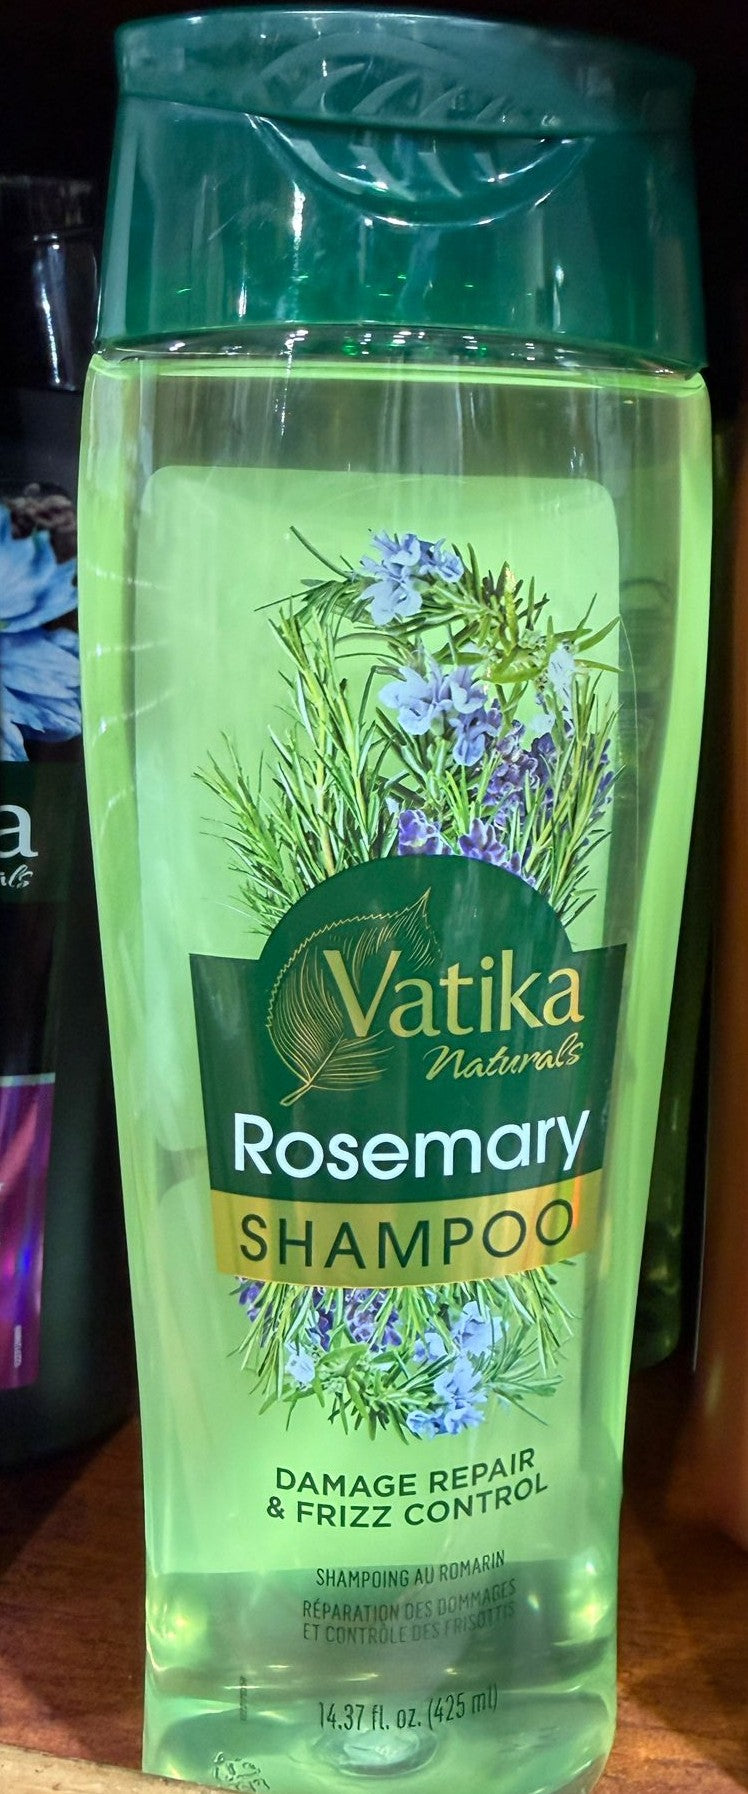 Vatika
Naturals
Rosemary
SHAMPOO
DAMAGE REPAIR
& FRIZZ CONTROL
SHAMPOING AU ROMARIN
RÉPARATION DES DOMMAGES
ET CONTRÔLE DES FRISOTTIS
14.37 fl. oz. (425 ml)